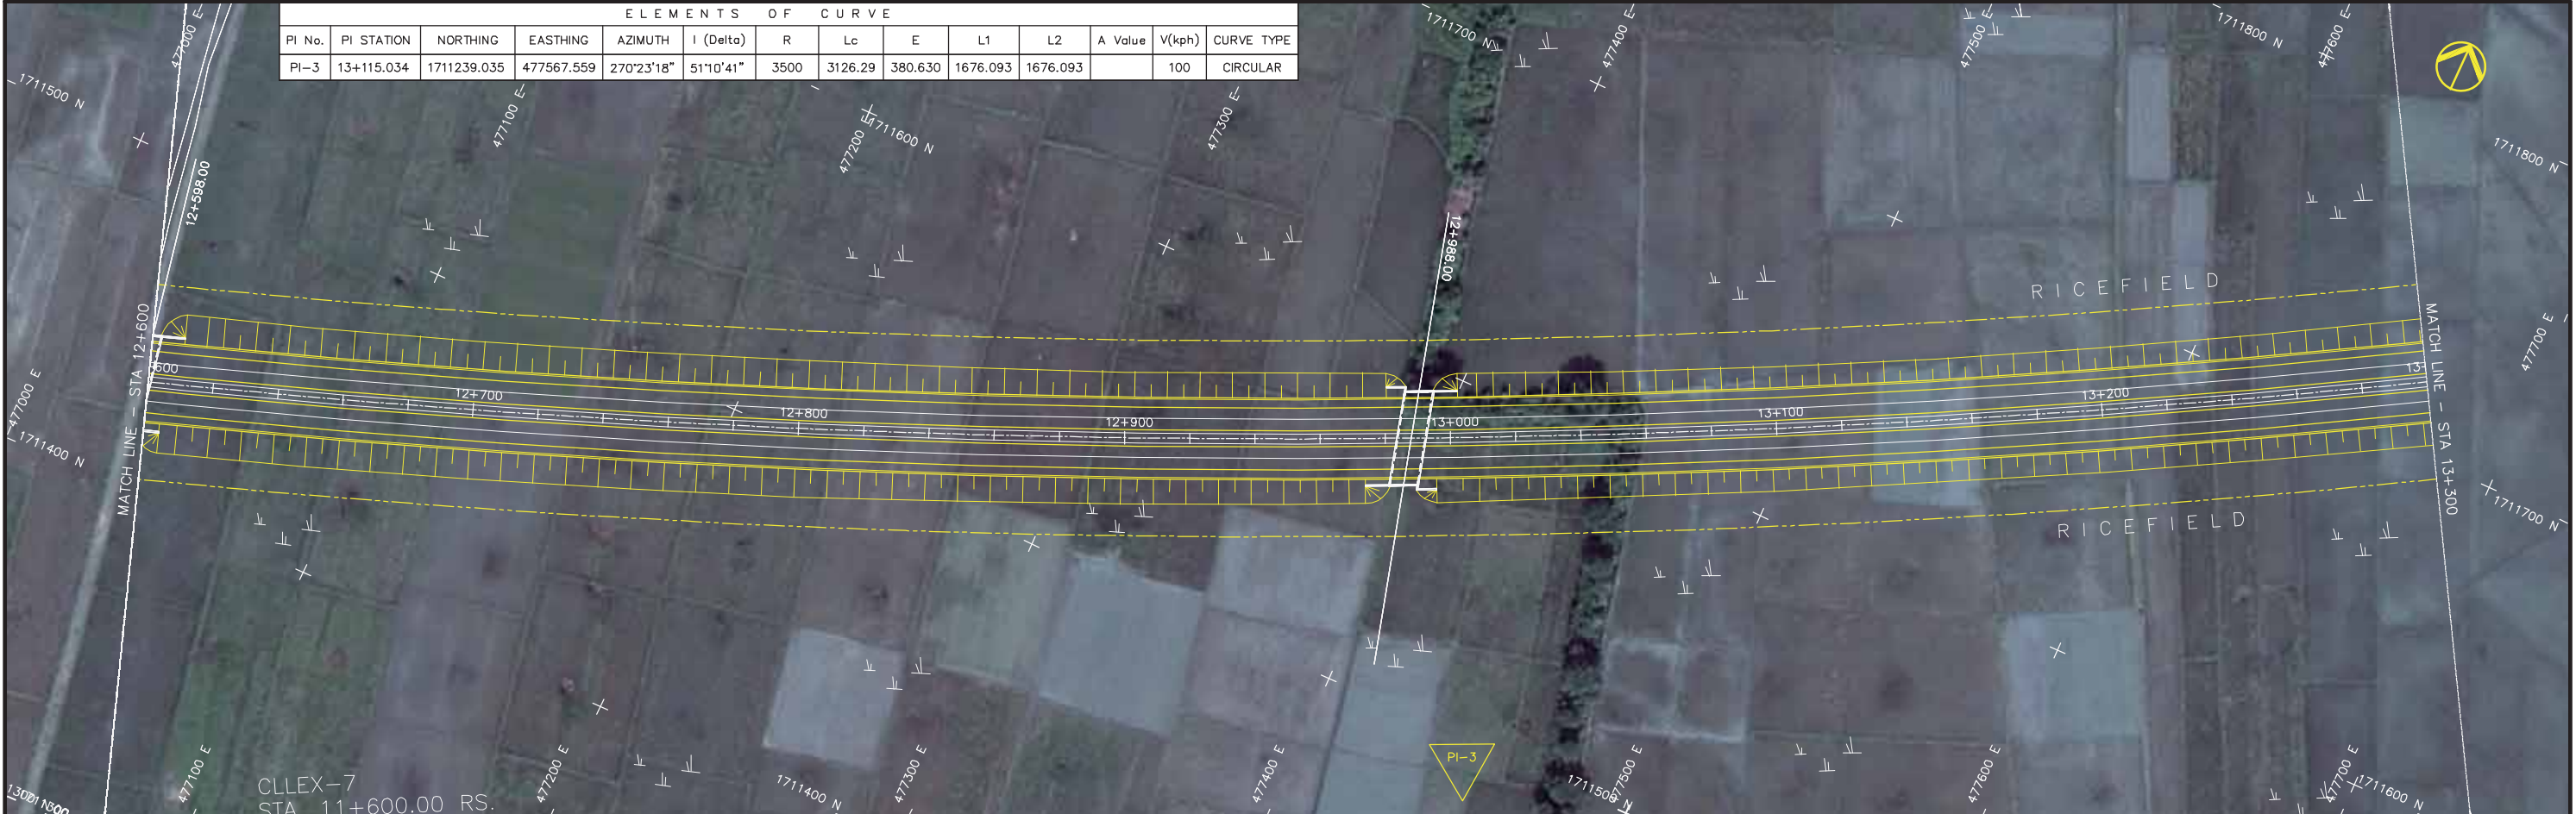 ELEMENTS OF CURVE
PI No. PI STATION NORTHING EASTHING AZIMUTH I (Delta) R Lc E L1 L2 A Value V(kph) CURVE TYPE
PI-3 13+115.034 1711239.035 477567.559 270°23'18" 51°10'41" 3500 3126.29 380.630 1676.093 1676.093 100 CIRCULAR
477000 E
1711500 N
477100 E
477200 E
1711600 N
477300 E
1711700 N
477400 E
477500 E
1711800 N
477600 E
1711800 N
12+598.00
12+988.00
RICEFIELD
MATCH LINE - STA 12+600
MATCH LINE - STA 13+300
477700 E
477000 E
1711400 N
600
12+700
12+800
12+900
13+000
13+100
13+200
13+
RICEFIELD
1711700 N
PI-3
477100 E
477200 E
1711400 N
477300 E
477400 E
1711500 N
477500 E
477600 E
477700 E
1711600 N
CLLEX-7
STA. 11+600.00 RS.